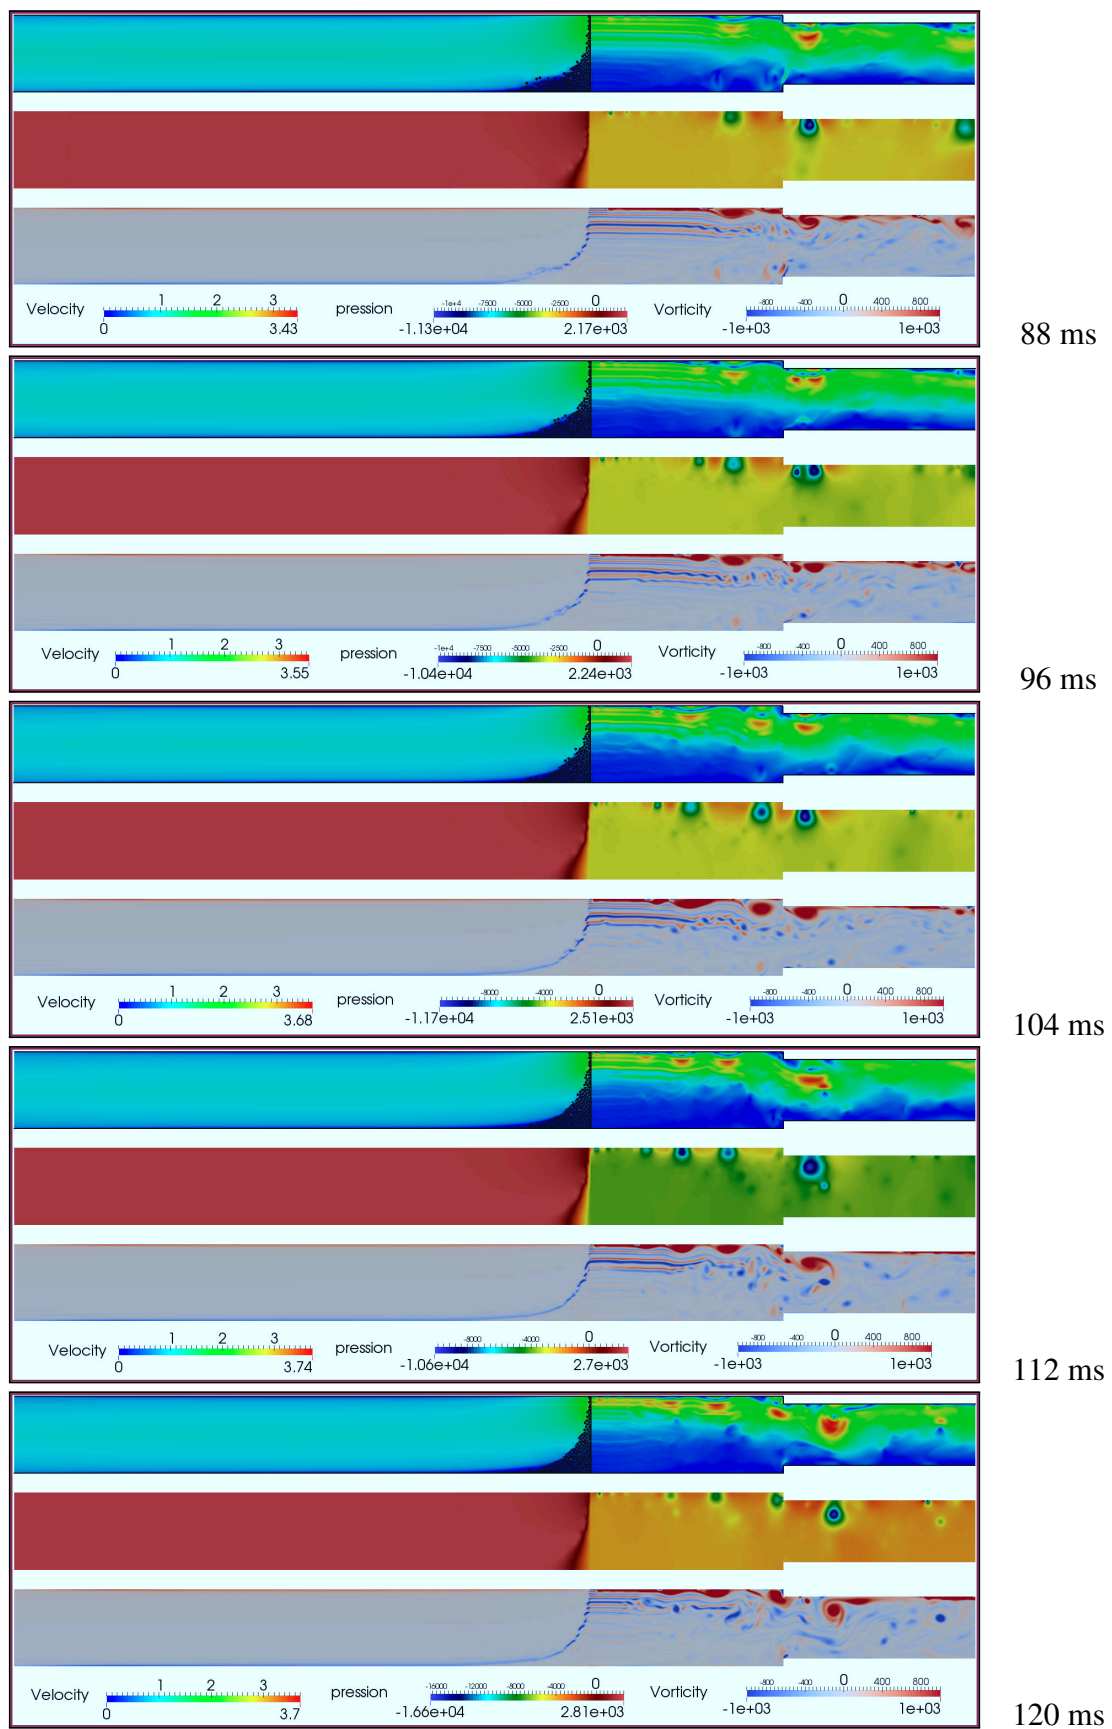 1 2 3 -1e+4 -7500 -5000 -2500 0 -800 -400 0 400 800
Velocity pression Vorticity
0 3.43 -1.13e+04 2.17e+03 -1e+03 1e+03
88 ms
1 2 3 -1e+4 -7500 -5000 -2500 0 -800 -400 0 400 800
Velocity pression Vorticity
0 3.55 -1.04e+04 2.24e+03 -1e+03 1e+03
96 ms
1 2 3 -8000 -4000 0 -800 -400 0 400 800
Velocity pression Vorticity
0 3.68 -1.17e+04 2.51e+03 -1e+03 1e+03
104 ms
1 2 3 -8000 -4000 0 -800 -400 0 400 800
Velocity pression Vorticity
0 3.74 -1.06e+04 2.7e+03 -1e+03 1e+03
112 ms
1 2 3 -16000 -12000 -8000 -4000 0 -800 -400 0 400 800
Velocity pression Vorticity
0 3.7 -1.66e+04 2.81e+03 -1e+03 1e+03
120 ms